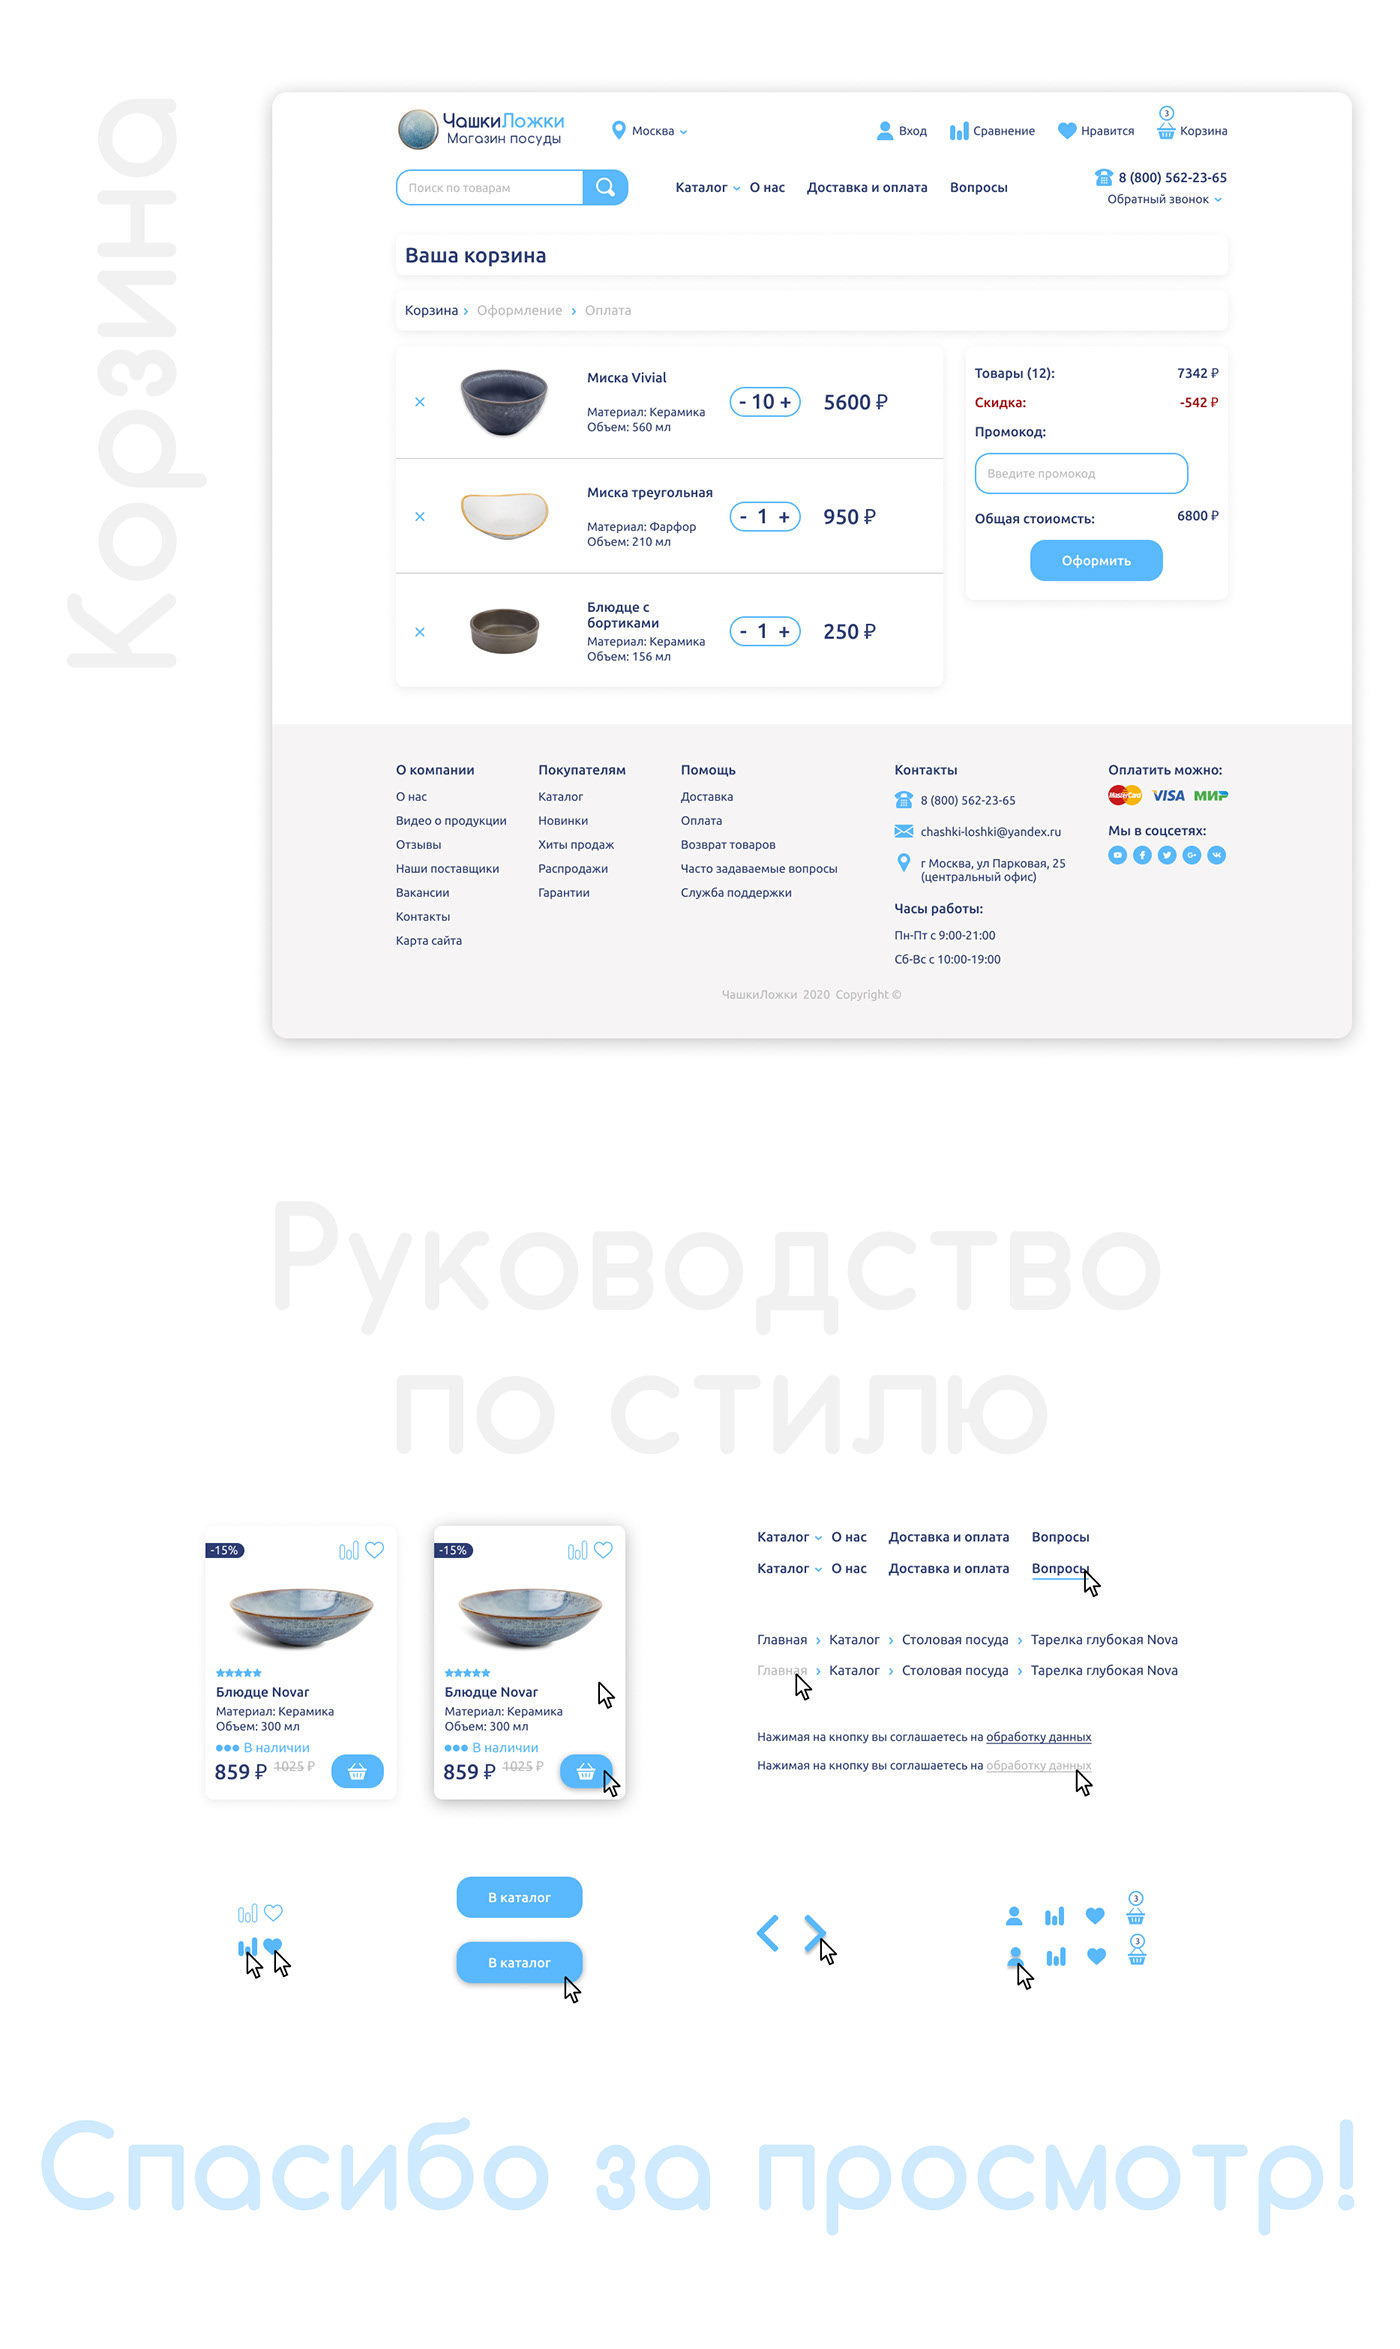 Корзина
ЧашкиЛожки
Магазин посуды
Москва
Вход
Сравнение
Нравится
3
Корзина
Поиск по товарам
Каталог О нас Доставка и оплата Вопросы
8 (800) 562-23-65
Обратный звонок
Ваша корзина
Корзина › Оформление › Оплата
×
Миска Vivial
Материал: Керамика
Объем: 560 мл
- 10 +
5600 ₽
×
Миска треугольная
Материал: Фарфор
Объем: 210 мл
- 1 +
950 ₽
×
Блюдце с
бортиками
Материал: Керамика
Объем: 156 мл
- 1 +
250 ₽
Товары (12): 7342 ₽
Скидка: -542 ₽
Промокод:
Введите промокод
Общая стоиомсть: 6800 ₽
Оформить
О компании
О нас
Видео о продукции
Отзывы
Наши поставщики
Вакансии
Контакты
Карта сайта
Покупателям
Каталог
Новинки
Хиты продаж
Распродажи
Гарантии
Помощь
Доставка
Оплата
Возврат товаров
Часто задаваемые вопросы
Служба поддержки
Контакты
8 (800) 562-23-65
chashki-loshki@yandex.ru
г Москва, ул Парковая, 25
(центральный офис)
Часы работы:
Пн-Пт с 9:00-21:00
Сб-Вс с 10:00-19:00
Оплатить можно:
MasterCard VISA МИР
Мы в соцсетях:
ЧашкиЛожки 2020 Copyright ©
Руководство
по стилю
-15%
Блюдце Novar
Материал: Керамика
Объем: 300 мл
В наличии
859 ₽ 1025 ₽
-15%
Блюдце Novar
Материал: Керамика
Объем: 300 мл
В наличии
859 ₽ 1025 ₽
Каталог О нас Доставка и оплата Вопросы
Каталог О нас Доставка и оплата Вопросы
Главная › Каталог › Столовая посуда › Тарелка глубокая Nova
Главная › Каталог › Столовая посуда › Тарелка глубокая Nova
Нажимая на кнопку вы соглашаетесь на обработку данных
Нажимая на кнопку вы соглашаетесь на обработку данных
В каталог
В каталог
3
3
Спасибо за просмотр!